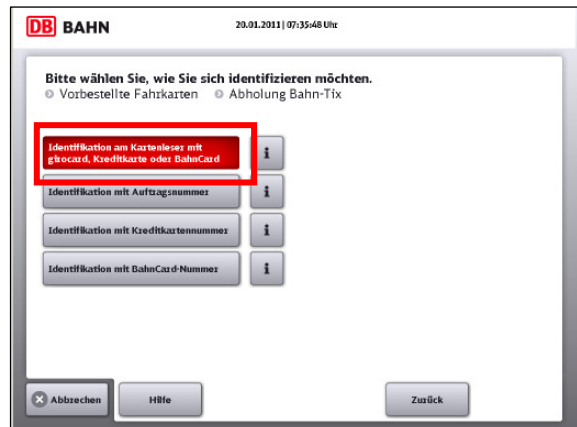 DB BAHN
20.01.2011 | 07:35:48 Uhr
Bitte wählen Sie, wie Sie sich identifizieren möchten.
Vorbestellte Fahrkarten Abholung Bahn-Tix
Identifikation am Kartenleser mit
girocard, Kreditkarte oder BahnCard
i
Identifikation mit Auftragsnummer
i
Identifikation mit Kreditkartennummer
i
Identifikation mit BahnCard-Nummer
i
Abbrechen
Hilfe
Zurück